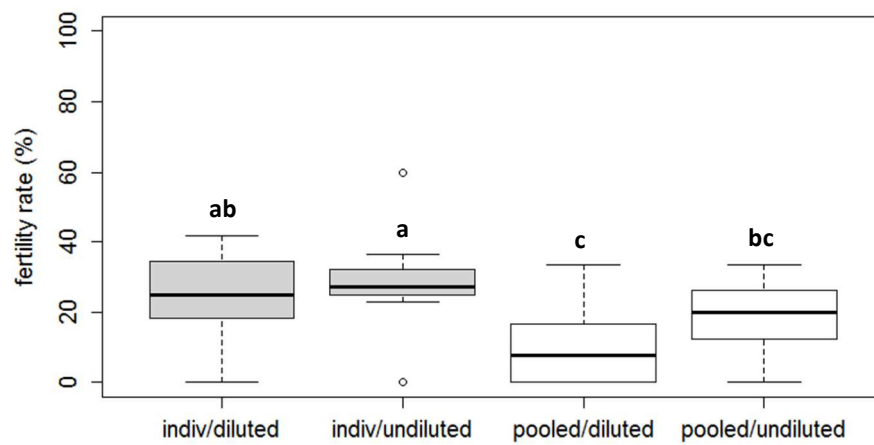 100
80
60
40
20
0
fertility rate (%)
ab
a
c
bc
indiv/diluted
indiv/undiluted
pooled/diluted
pooled/undiluted